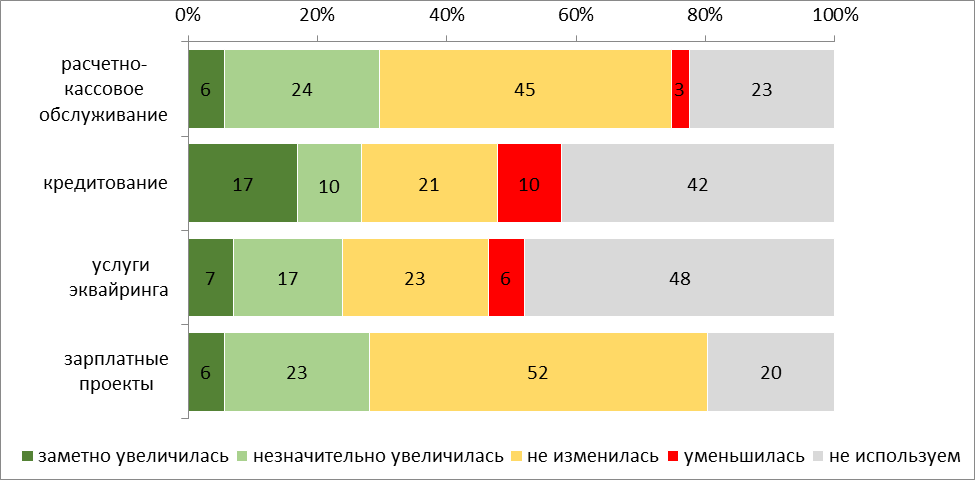 0% 20% 40% 60% 80% 100%
расчетно-
кассовое
обслуживание
6 24 45 3 23
кредитование
17 10 21 10 42
услуги
эквайринга
7 17 23 6 48
зарплатные
проекты
6 23 52 20
заметно увеличилась незначительно увеличилась не изменилась уменьшилась не используем